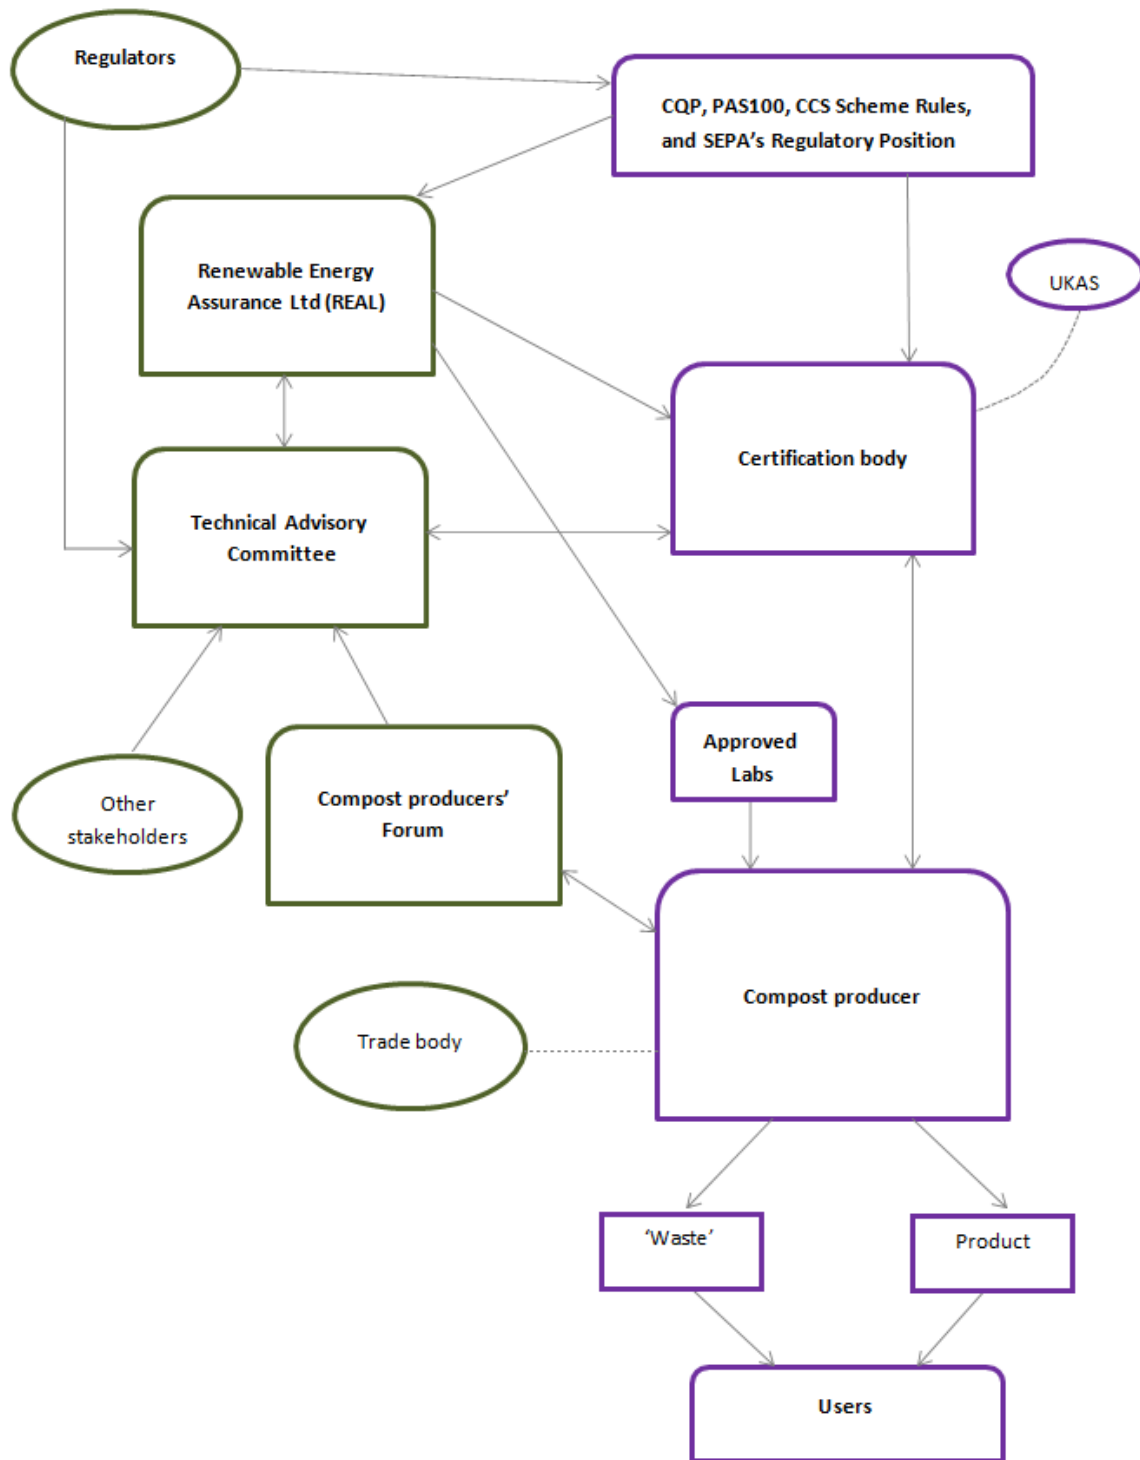 Regulators
CQP, PAS100, CCS Scheme Rules,
and SEPA's Regulatory Position
UKAS
Renewable Energy
Assurance Ltd (REAL)
Certification body
Technical Advisory
Committee
Approved
Labs
Compost producers’
Forum
Other
stakeholders
Compost producer
Trade body
‘Waste’
Product
Users